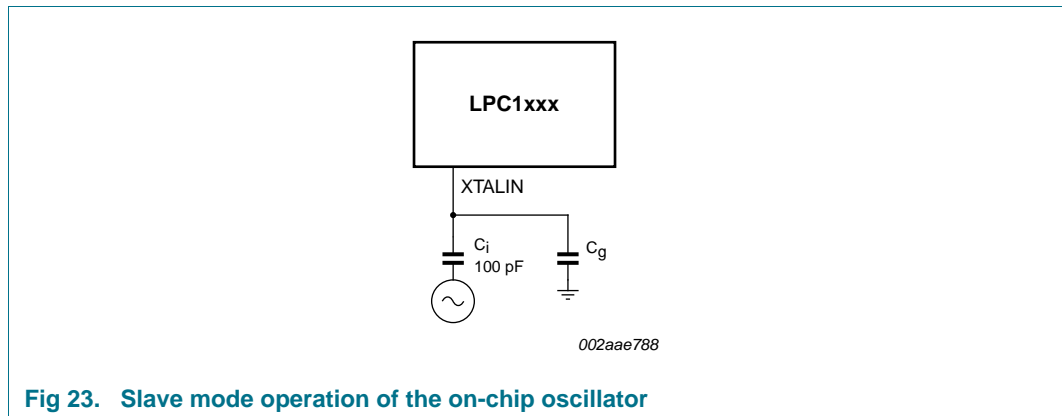 LPC1xxx
XTALIN
Ci
100 pF
Cg
002aae788
Fig 23. Slave mode operation of the on-chip oscillator